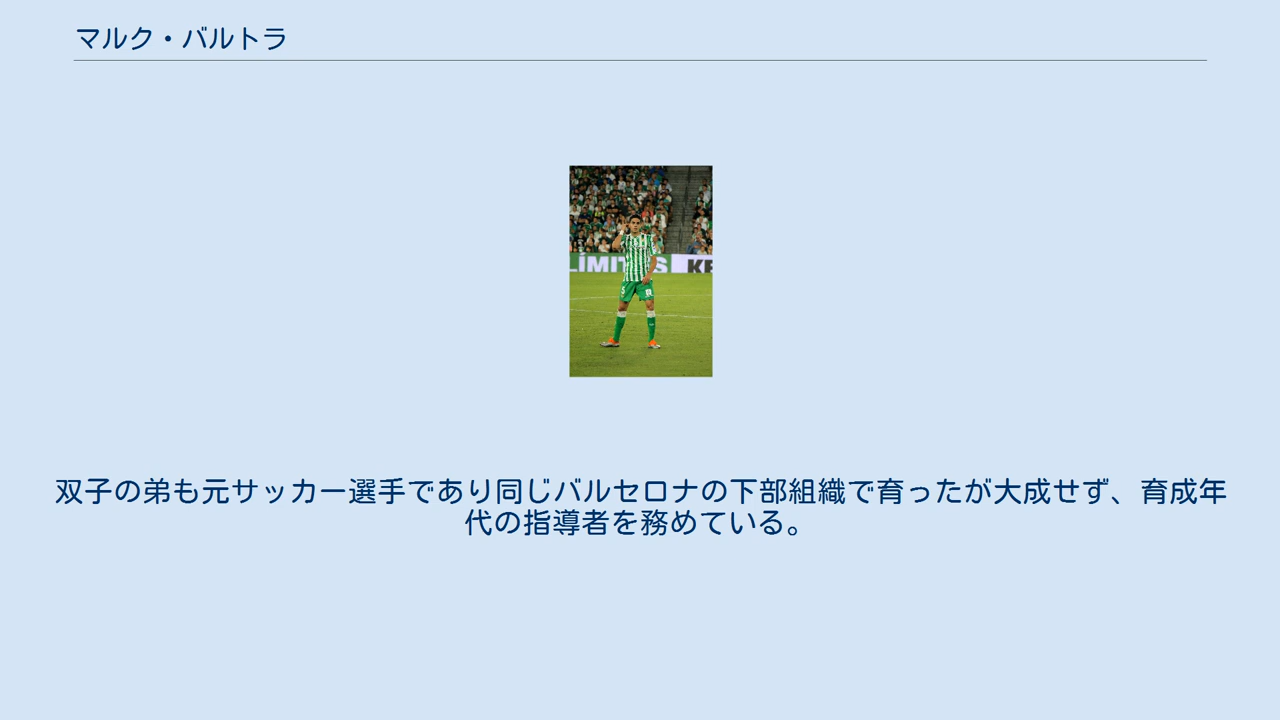 マルク・バルトラ
LÍMITES KE
5
双子の弟も元サッカー選手であり同じバルセロナの下部組織で育ったが大成せず、育成年
代の指導者を務めている。